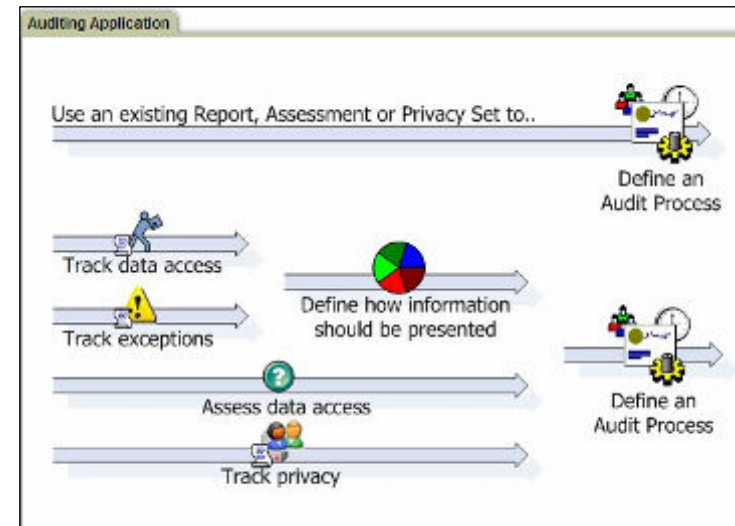 Auditing Application
Use an existing Report, Assessment or Privacy Set to..
Define an
Audit Process
Track data access
Define how information
should be presented
Track exceptions
Define an
Audit Process
Assess data access
Track privacy